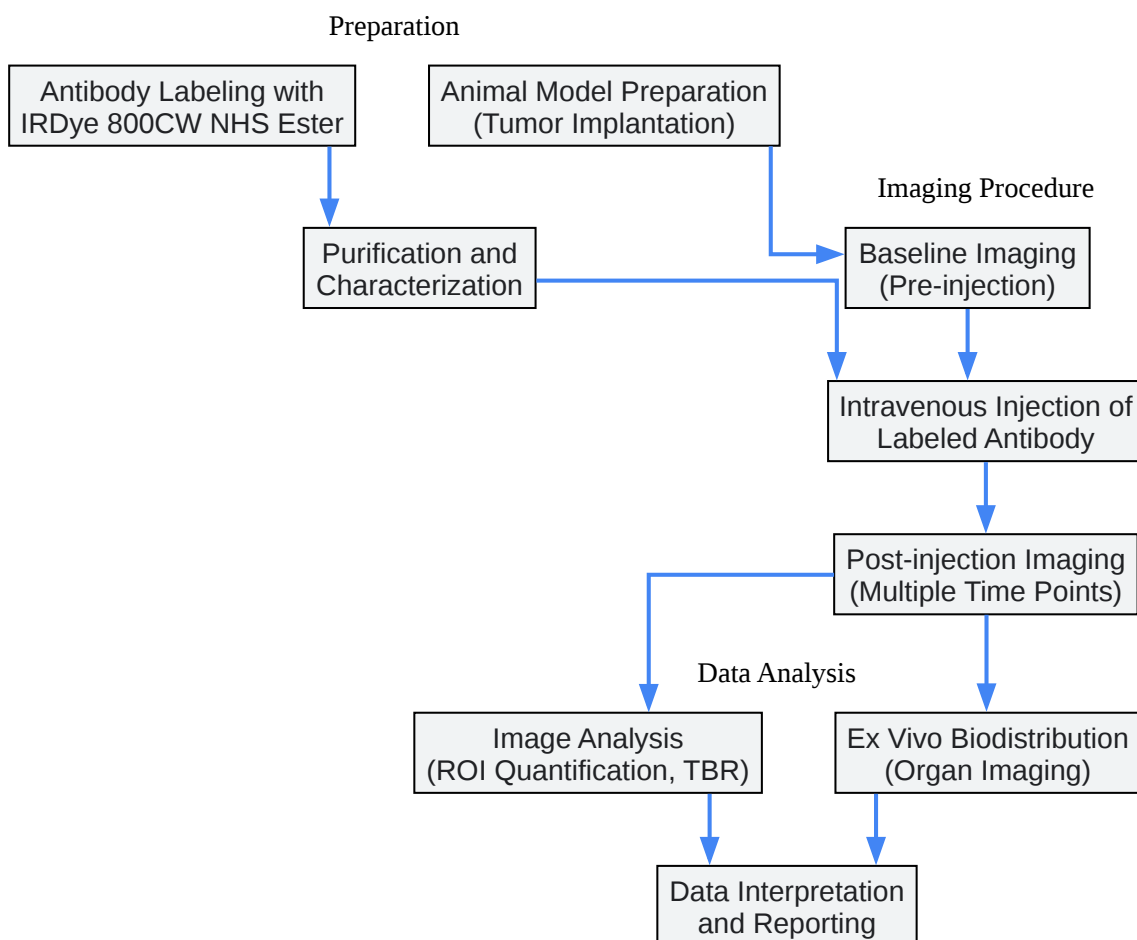 Preparation
Antibody Labeling with
IRDye 800CW NHS Ester
Animal Model Preparation
(Tumor Implantation)
Imaging Procedure
Purification and
Characterization
Baseline Imaging
(Pre-injection)
Intravenous Injection of
Labeled Antibody
Post-injection Imaging
(Multiple Time Points)
Data Analysis
Image Analysis
(ROI Quantification, TBR)
Ex Vivo Biodistribution
(Organ Imaging)
Data Interpretation
and Reporting